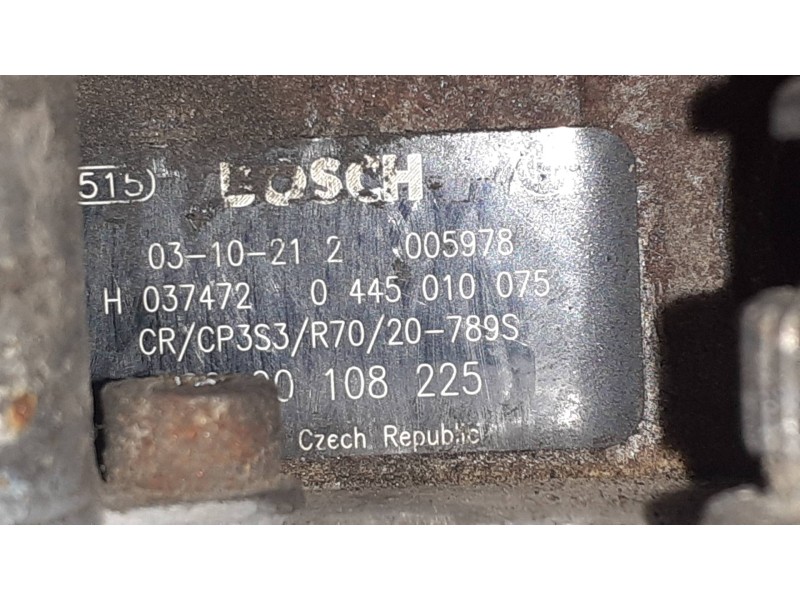 515 BOSCH
03-10-21 2 005978
H 037472 0 445 010 075
CR/CP3S3/R70/20-789S
108 225
Czech Republic